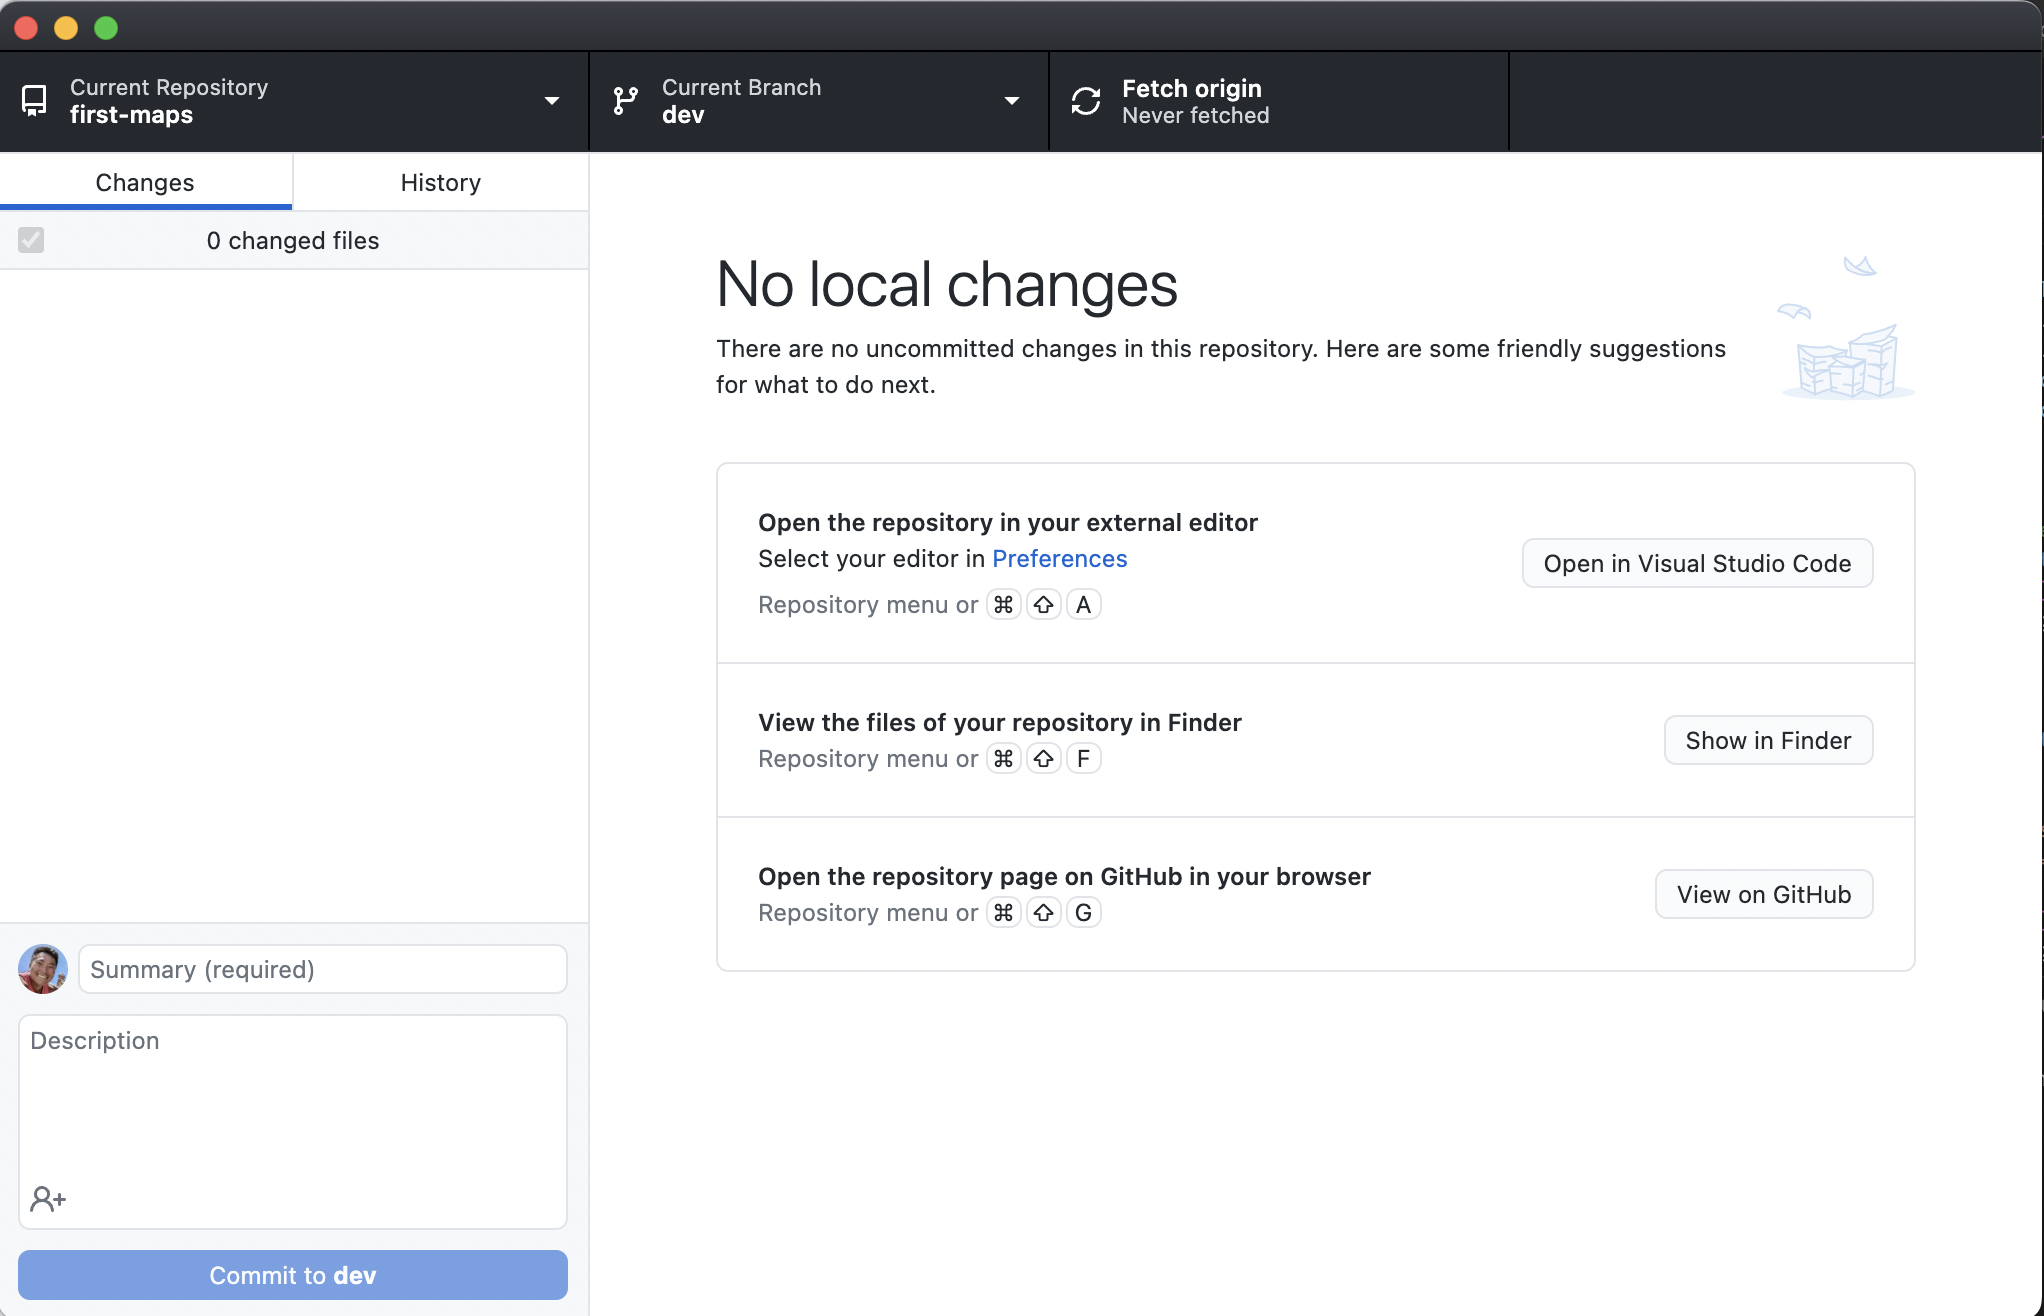 Current Repository
first-maps
Current Branch
dev
Fetch origin
Never fetched
Changes
History
0 changed files
No local changes
There are no uncommitted changes in this repository. Here are some friendly suggestions
for what to do next.
Open the repository in your external editor
Select your editor in Preferences
Repository menu or ⌘ ⇧ A
Open in Visual Studio Code
View the files of your repository in Finder
Repository menu or ⌘ ⇧ F
Show in Finder
Open the repository page on GitHub in your browser
Repository menu or ⌘ ⇧ G
View on GitHub
Summary (required)
Description
Commit to dev